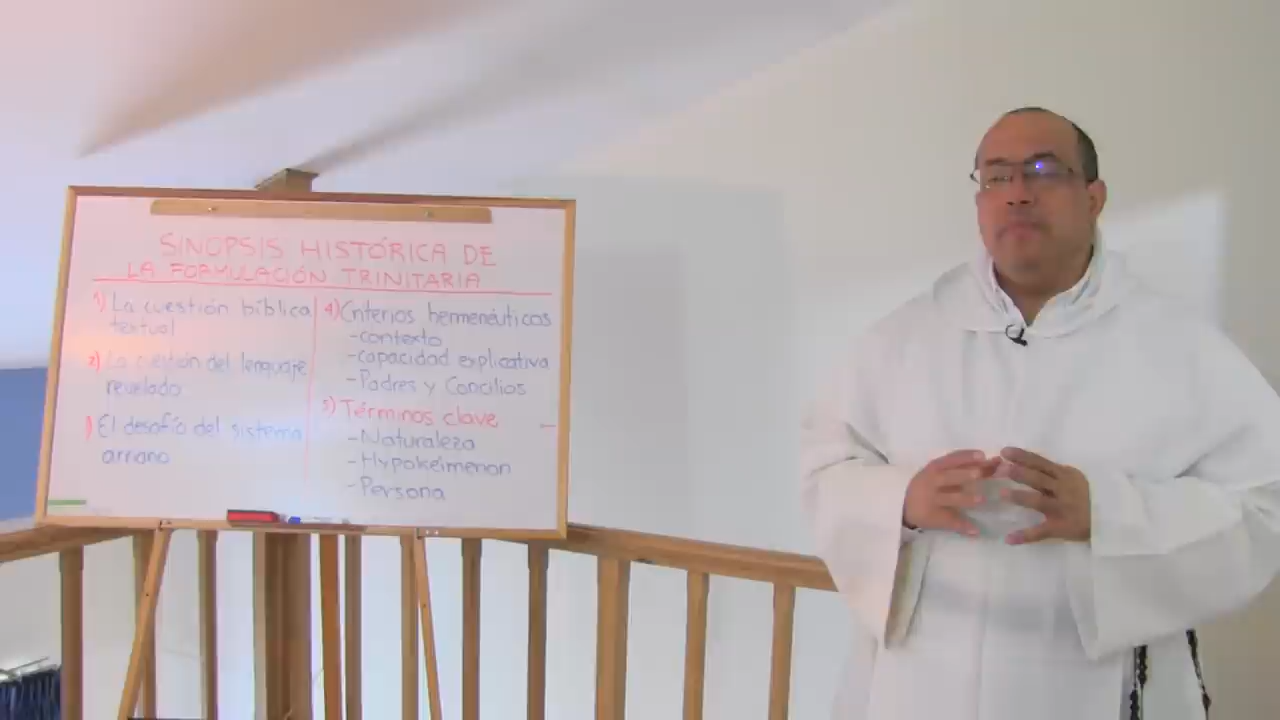 SINOPSIS HISTÓRICA DE
LA FORMULACIÓN TRINITARIA
1) La cuestión bíblica
textual
2) La cuestión del lenguaje
revelado
3) El desafío del sistema
arriano
4) Criterios hermenéuticos
- contexto
- capacidad explicativa
- Padres y Concilios
5) Términos clave
- Naturaleza
- Hypokeimenon
- Persona